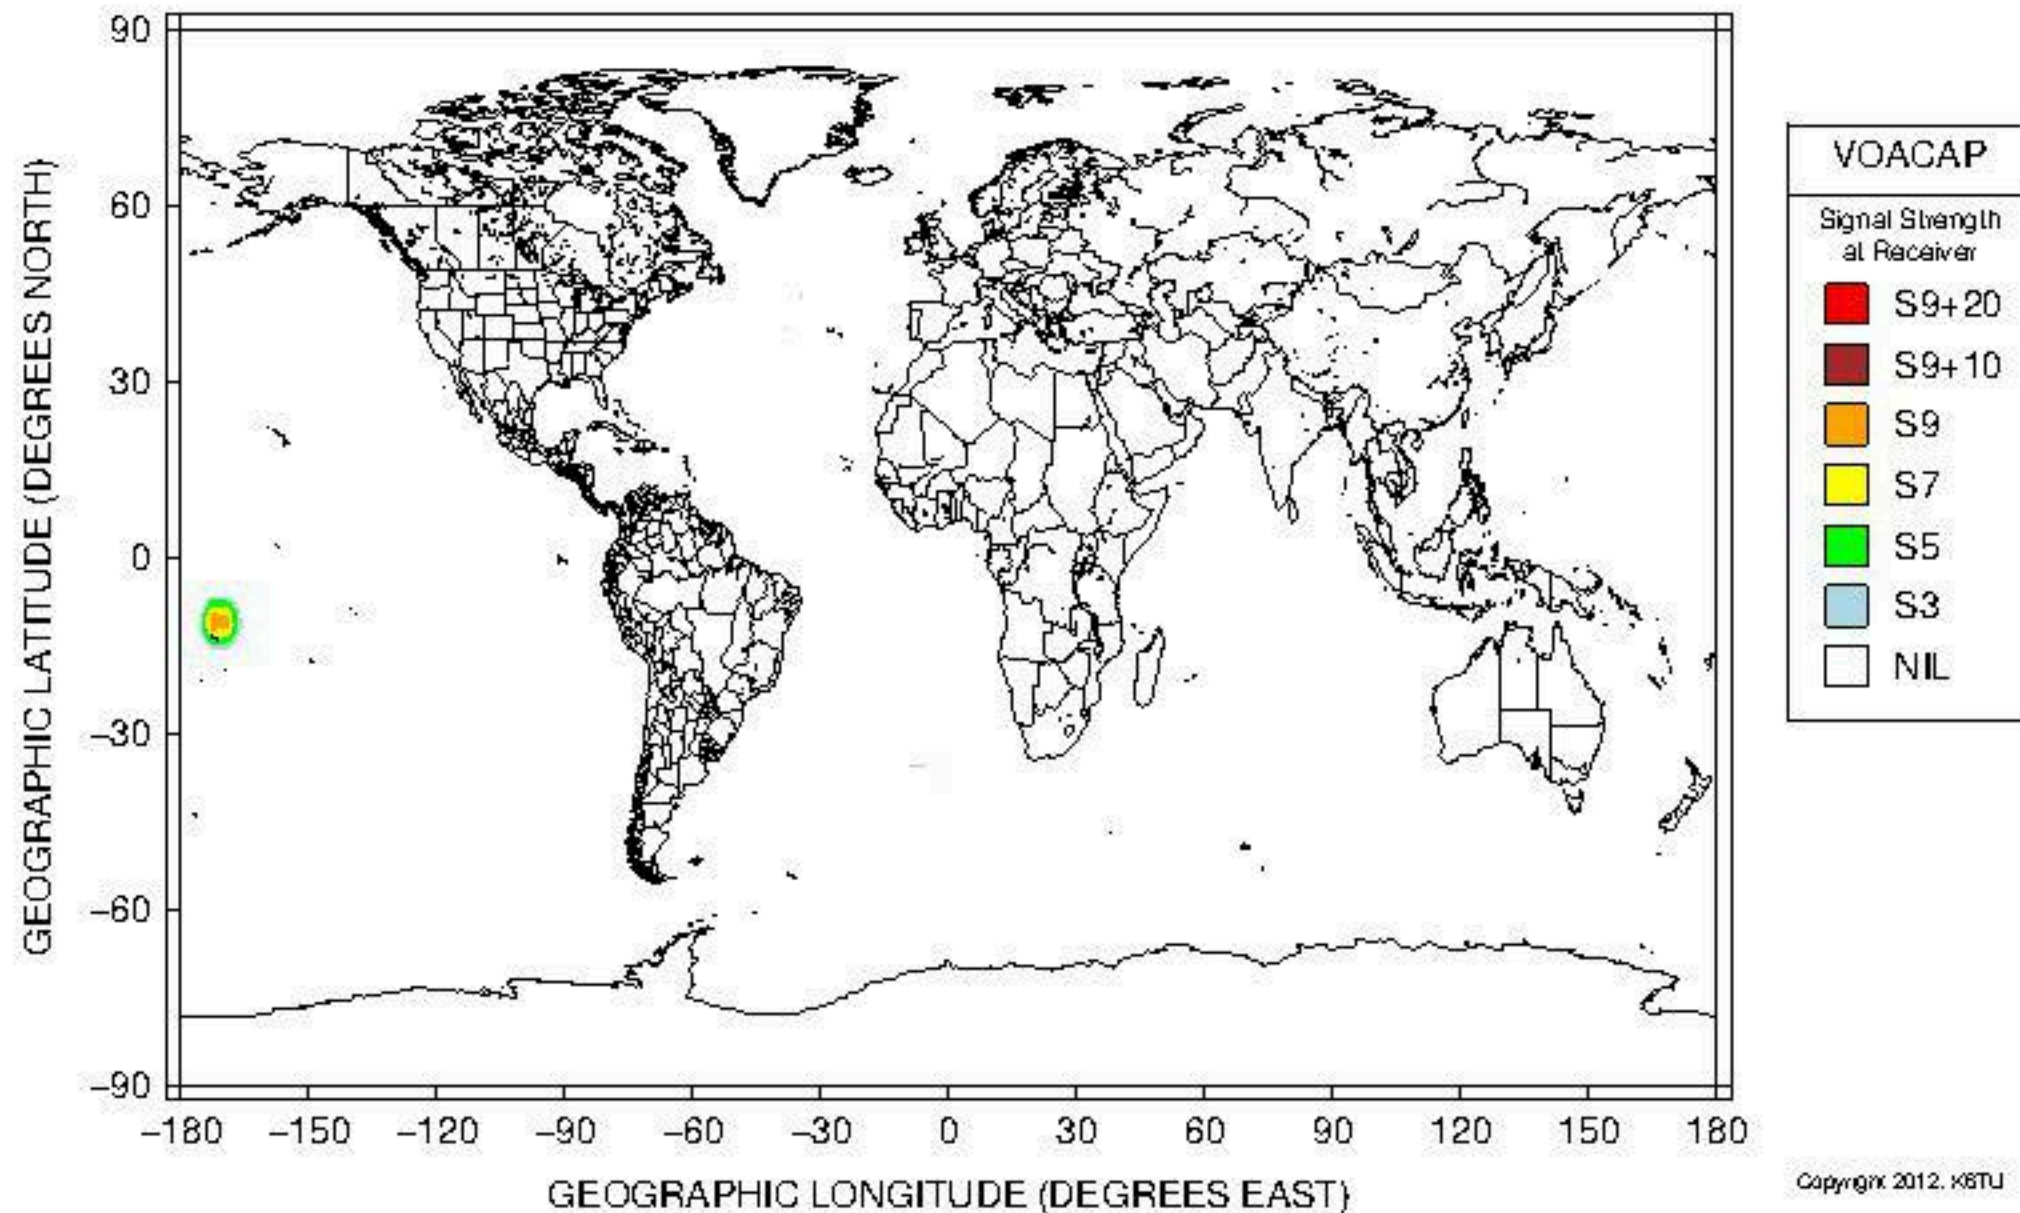 GEOGRAPHIC LATITUDE (DEGREES NORTH)
90
60
30
0
−30
−60
−90
−180 −150 −120 −90 −60 −30 0 30 60 90 120 150 180
GEOGRAPHIC LONGITUDE (DEGREES EAST)
VOACAP
Signal Strength
at Receiver
S9+20
S9+10
S9
S7
S5
S3
NIL
Copyright 2012. K6TU